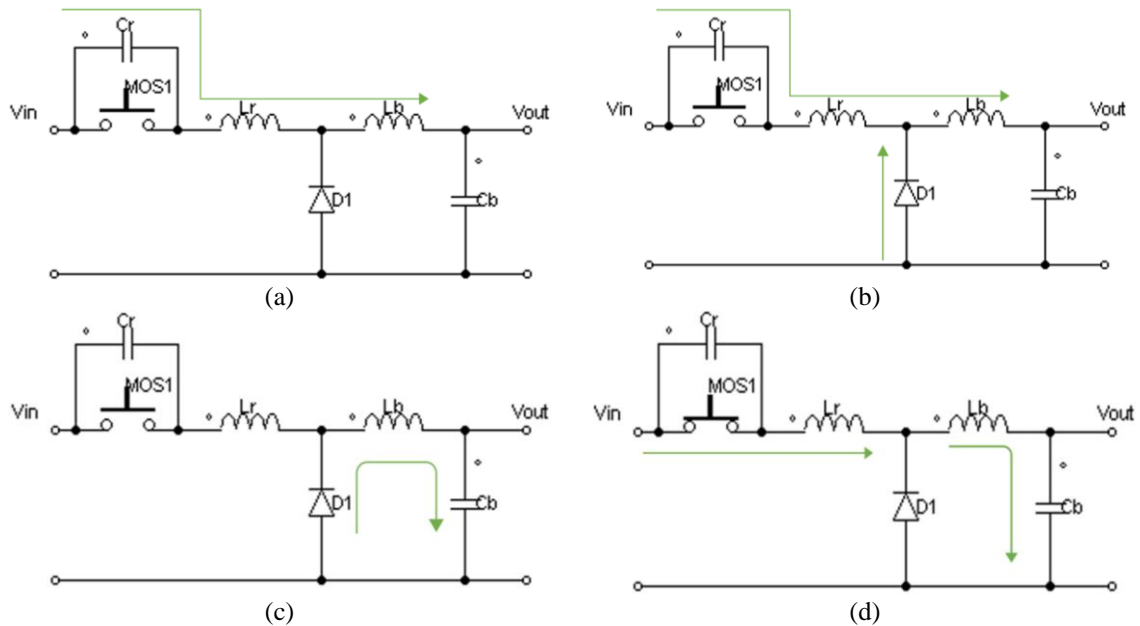 Cr
MOS1
Vin
Lr
Lb
Vout
D1
Cb
(a)
Cr
MOS1
Vin
Lr
Lb
Vout
D1
Cb
(b)
Cr
MOS1
Vin
Lr
Lb
Vout
D1
Cb
(c)
Cr
MOS1
Vin
Lr
Lb
Vout
D1
Cb
(d)